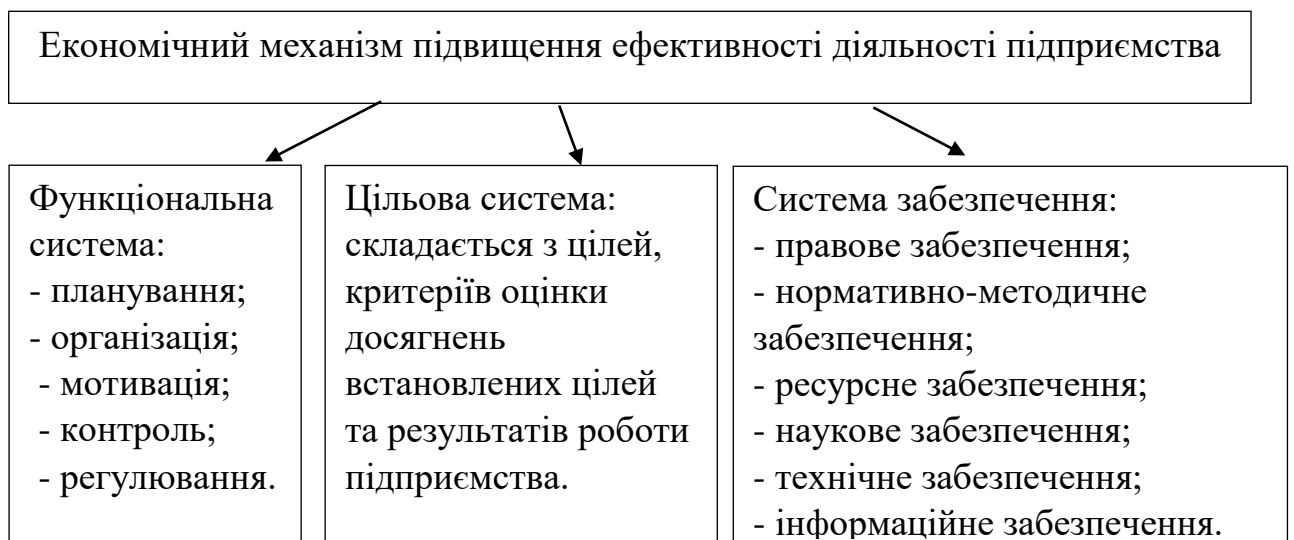 Економічний механізм підвищення ефективності діяльності підприємства
Функціональна
система:
- планування;
- організація;
- мотивація;
- контроль;
- регулювання.
Цільова система:
складається з цілей,
критеріїв оцінки
досягнень
встановлених цілей
та результатів роботи
підприємства.
Система забезпечення:
- правове забезпечення;
- нормативно-методичне
забезпечення;
- ресурсне забезпечення;
- наукове забезпечення;
- технічне забезпечення;
- інформаційне забезпечення.